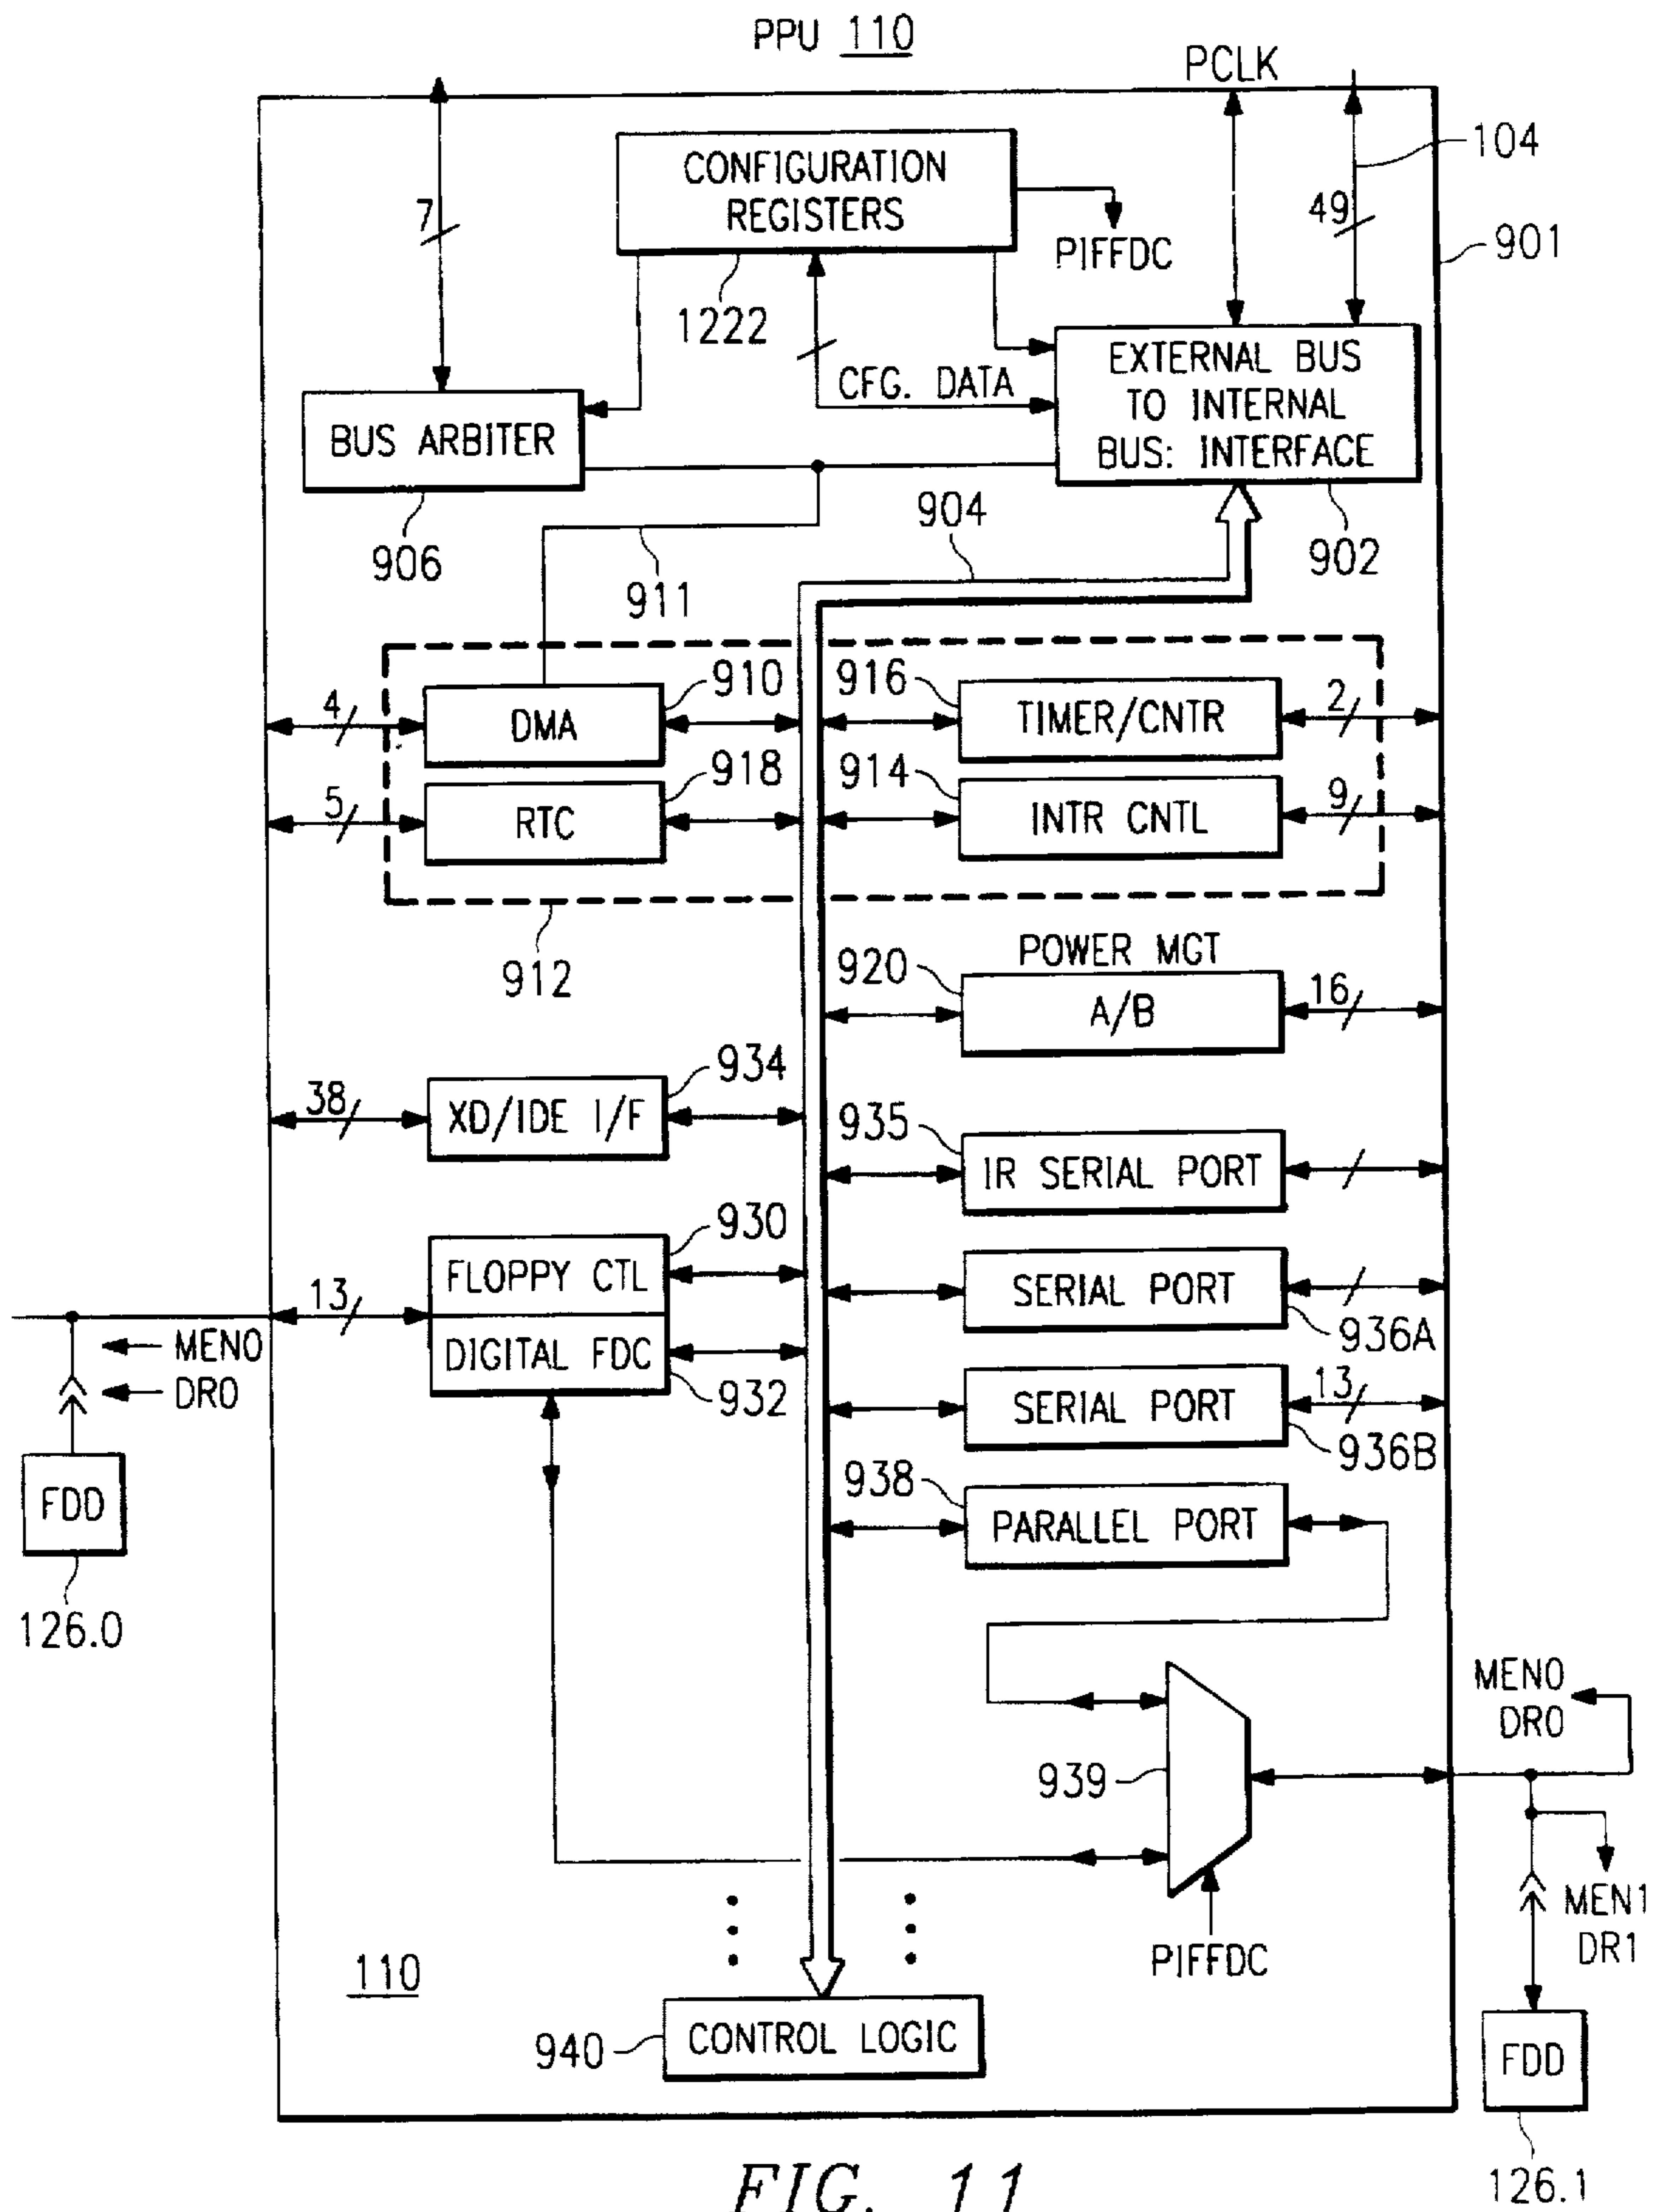 PPU 110
PCLK
104
CONFIGURATION
REGISTERS
7
49
901
PIFFDC
1222
EXTERNAL BUS
TO INTERNAL
BUS: INTERFACE
CFG. DATA
BUS ARBITER
904
906
902
911
910
916
4
DMA
TIMER/CNTR
2
918
914
5
RTC
INTR CNTL
9
912
POWER MGT
920
A/B
16
934
38
XD/IDE I/F
935
IR SERIAL PORT
930
FLOPPY CTL
13
SERIAL PORT
936A
MENO
DIGITAL FDC
DRO
932
SERIAL PORT
13
936B
938
FDD
PARALLEL PORT
126.0
MENO
DRO
939
MEN1
DR1
PIFFDC
110
940
CONTROL LOGIC
FDD
126.1
FIG. 11